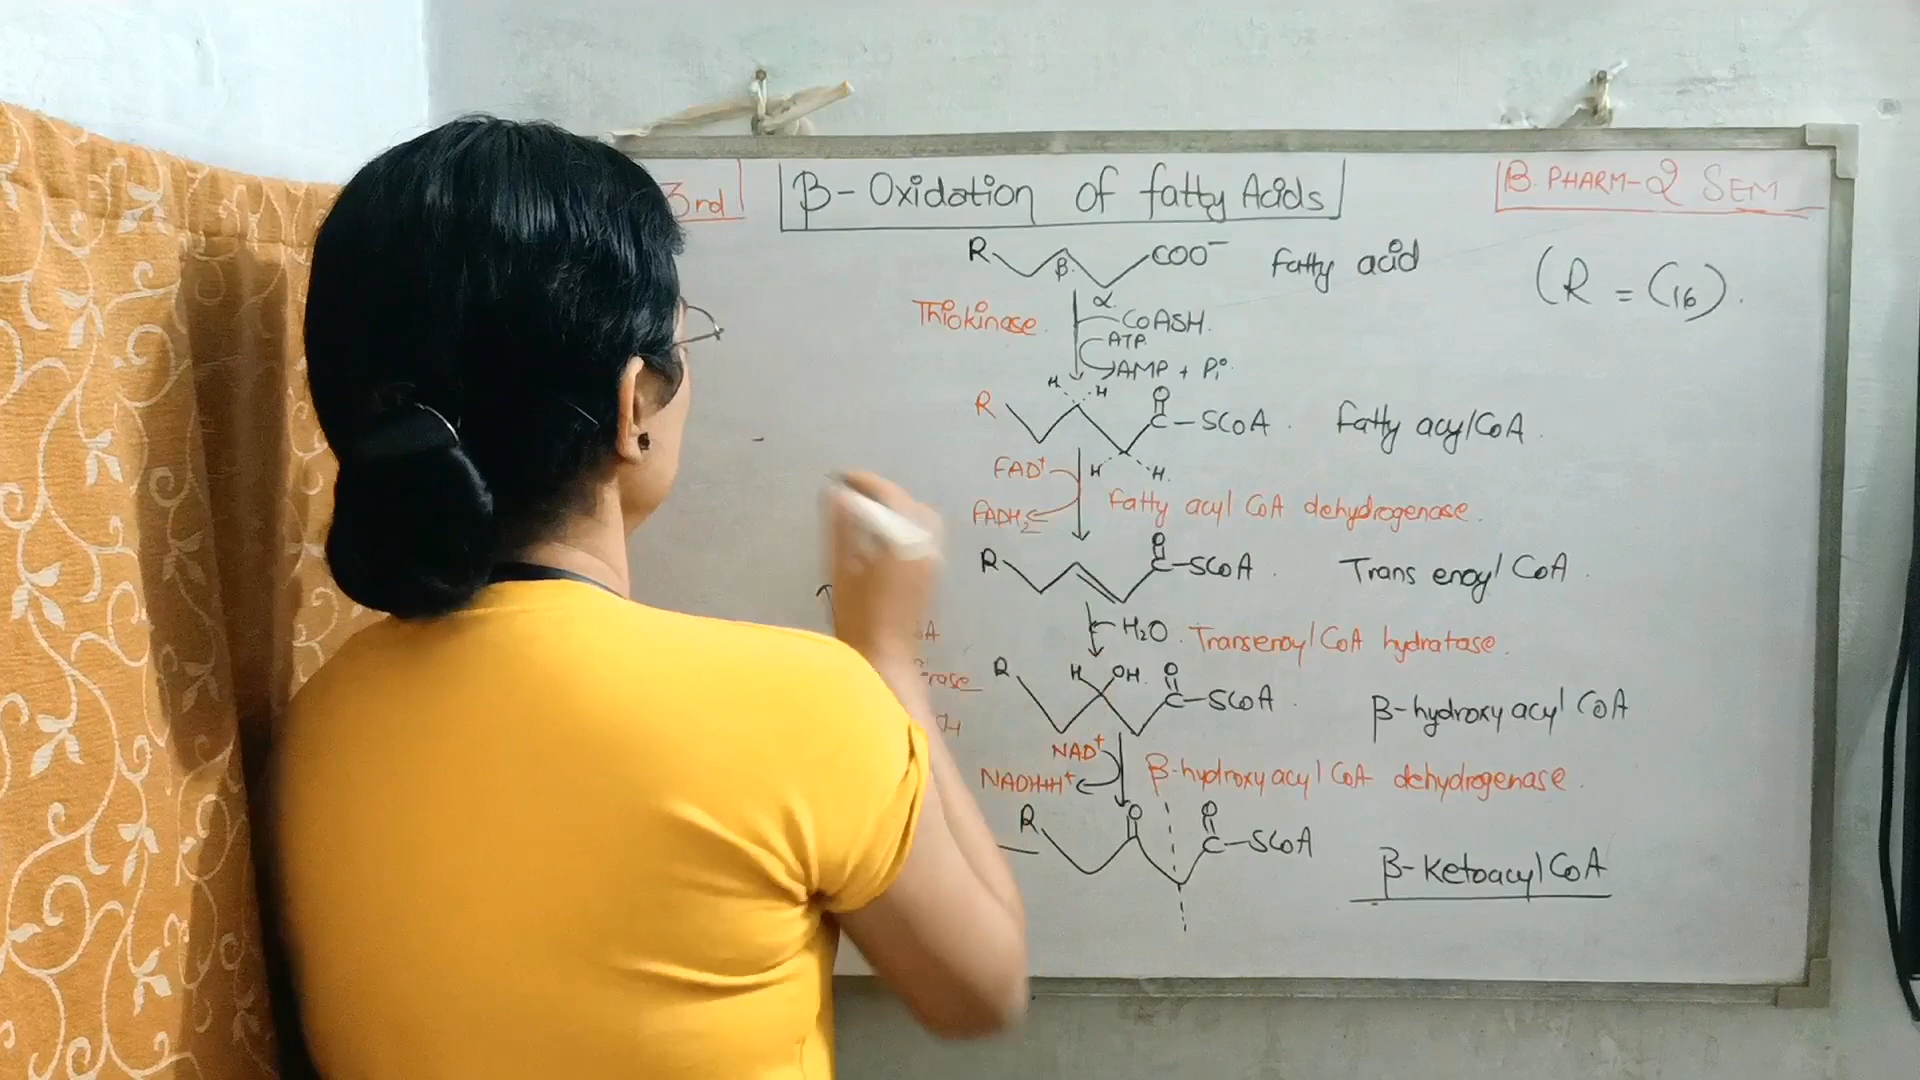 3rd
β-Oxidation of fatty Acids
B. PHARM-2 SEM
R β COO⁻ fatty acid
(R = C16).
α
Thiokinase. CoASH.
ATP
AMP + Pi
H H O
R C-SCoA. Fatty acyl CoA.
FAD⁺ H H.
FADH₂ Fatty acyl CoA dehydrogenase.
O
R C-SCoA. Trans enoyl CoA.
H₂O. Transenoyl CoA hydratase.
R H OH. O
C-SCoA. β-hydroxy acyl CoA
NAD⁺
NADH+H⁺ β-hydroxy acyl CoA dehydrogenase.
R O O
C-SCoA β-Ketoacyl CoA